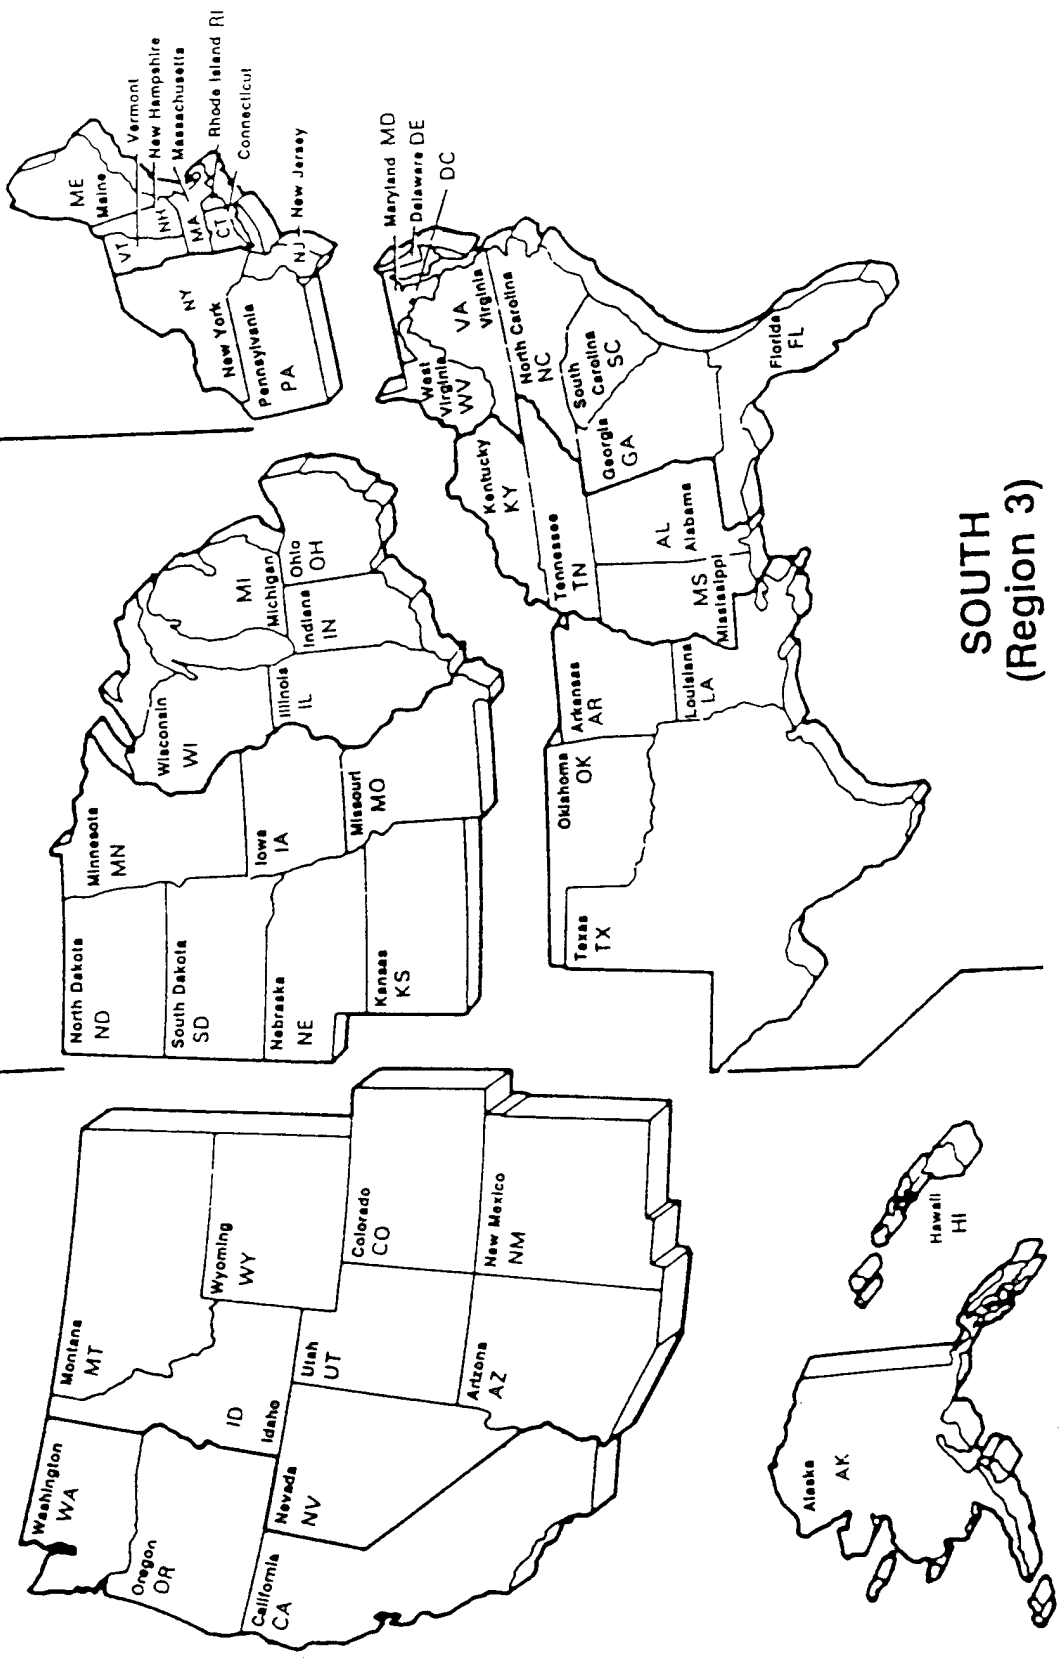 Washington
WA
Oregon
OR
California
CA
Nevada
NV
ID
Idaho
Montana
MT
Wyoming
WY
Utah
UT
Colorado
CO
Arizona
AZ
New Mexico
NM
Alaska
AK
Hawaii
HI
North Dakota
ND
South Dakota
SD
Nebraska
NE
Kansas
KS
Minnesota
MN
Iowa
IA
Missouri
MO
Wisconsin
WI
Illinois
IL
MI
Michigan
Indiana
IN
Ohio
OH
ME
Maine
VT
Vermont
NH
New Hampshire
MA
Massachusetts
Rhode Island RI
CT
Connecticut
NY
New York
Pennsylvania
PA
NJ
New Jersey
Maryland MD
Delaware DE
DC
West
Virginia
WV
VA
Virginia
North Carolina
NC
South
Carolina
SC
Kentucky
KY
Tennessee
TN
Georgia
GA
Florida
FL
AL
Alabama
MS
Mississippi
Arkansas
AR
Louisiana
LA
Oklahoma
OK
Texas
TX
SOUTH
(Region 3)